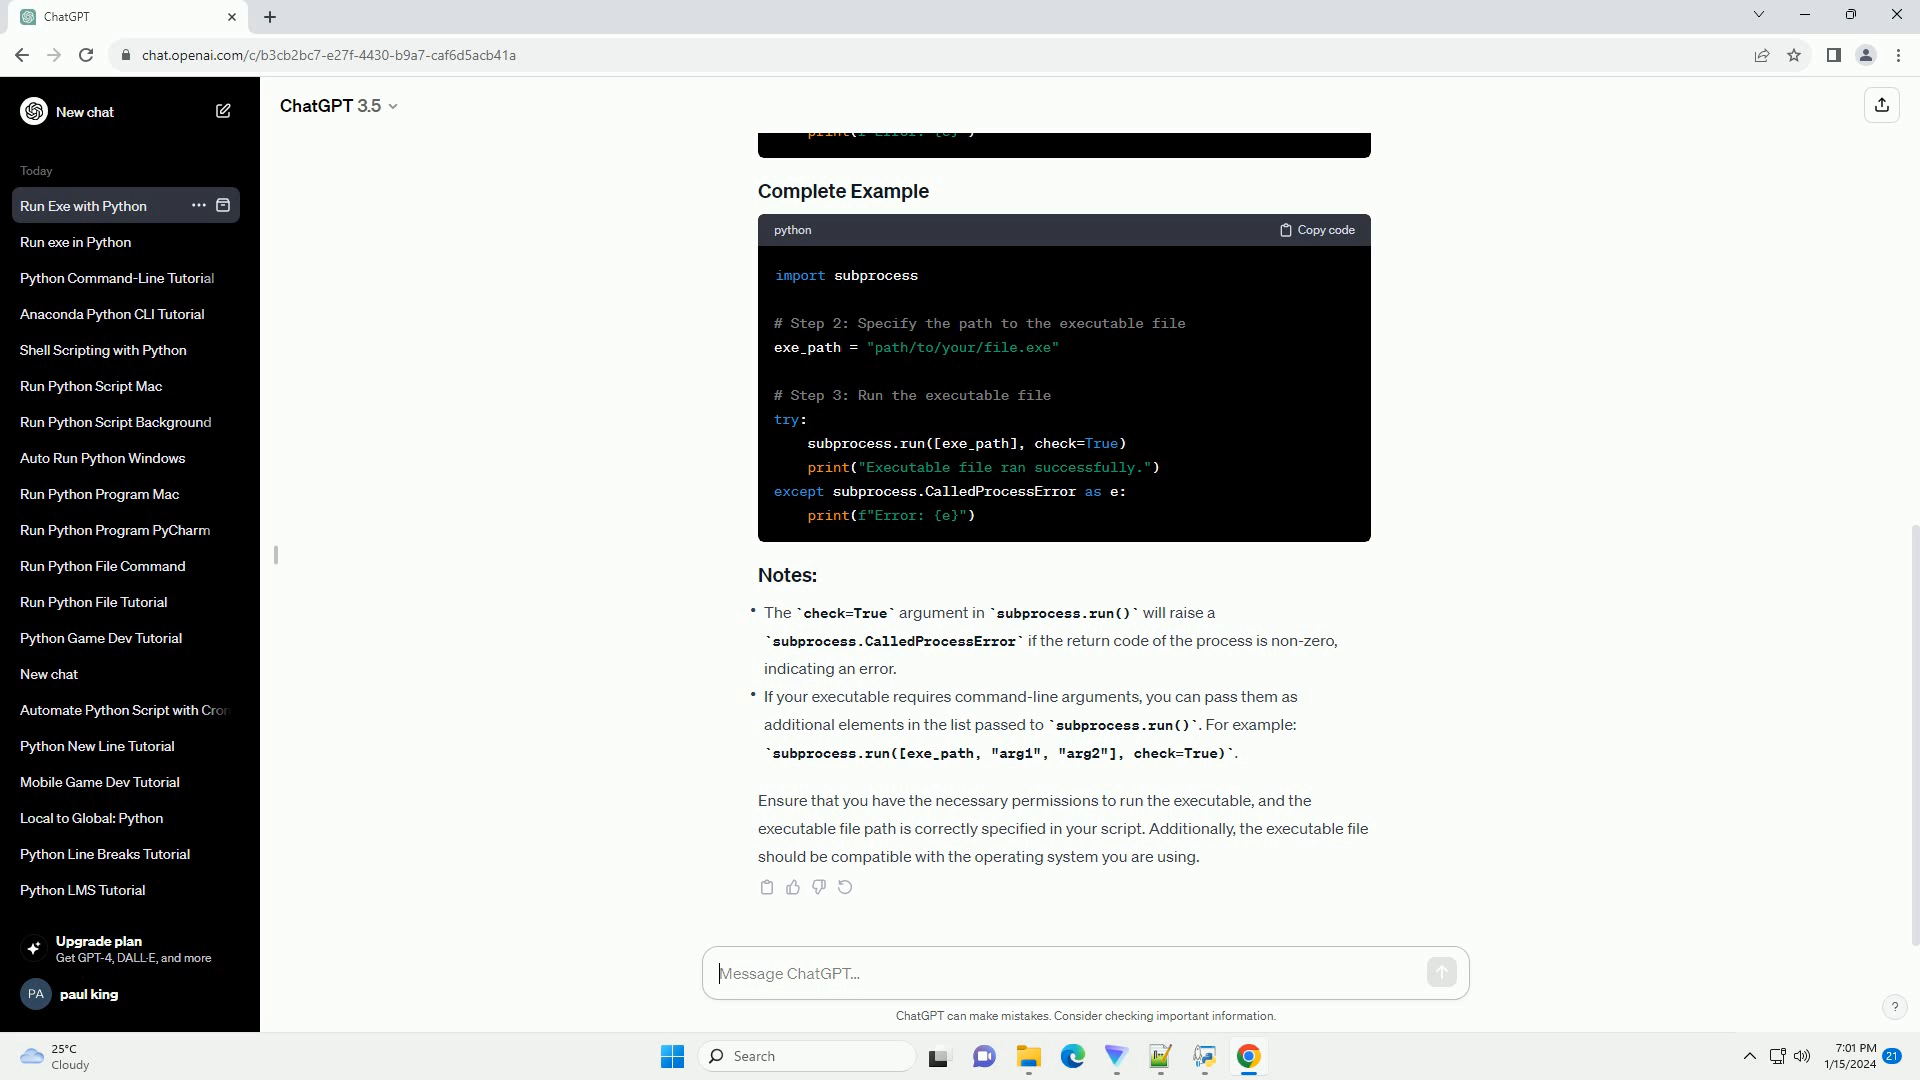 ChatGPT
chat.openai.com/c/b3cb2bc7-e27f-4430-b9a7-caf6d5acb41a
New chat
Today
Run Exe with Python
Run exe in Python
Python Command-Line Tutorial
Anaconda Python CLI Tutorial
Shell Scripting with Python
Run Python Script Mac
Run Python Script Background
Auto Run Python Windows
Run Python Program Mac
Run Python Program PyCharm
Run Python File Command
Run Python File Tutorial
Python Game Dev Tutorial
New chat
Automate Python Script with Cron
Python New Line Tutorial
Mobile Game Dev Tutorial
Local to Global: Python
Python Line Breaks Tutorial
Python LMS Tutorial
Upgrade plan
Get GPT-4, DALL·E, and more
PA paul king
ChatGPT 3.5
print(f"Error: {e}")
Complete Example
python Copy code
import subprocess
# Step 2: Specify the path to the executable file
exe_path = "path/to/your/file.exe"
# Step 3: Run the executable file
try:
subprocess.run([exe_path], check=True)
print("Executable file ran successfully.")
except subprocess.CalledProcessError as e:
print(f"Error: {e}")
Notes:
• The `check=True` argument in `subprocess.run()` will raise a
`subprocess.CalledProcessError` if the return code of the process is non-zero,
indicating an error.
• If your executable requires command-line arguments, you can pass them as
additional elements in the list passed to `subprocess.run()`. For example:
`subprocess.run([exe_path, "arg1", "arg2"], check=True)`.
Ensure that you have the necessary permissions to run the executable, and the
executable file path is correctly specified in your script. Additionally, the executable file
should be compatible with the operating system you are using.
Message ChatGPT...
ChatGPT can make mistakes. Consider checking important information.
?
25°C
Cloudy
Search
7:01 PM
1/15/2024
21